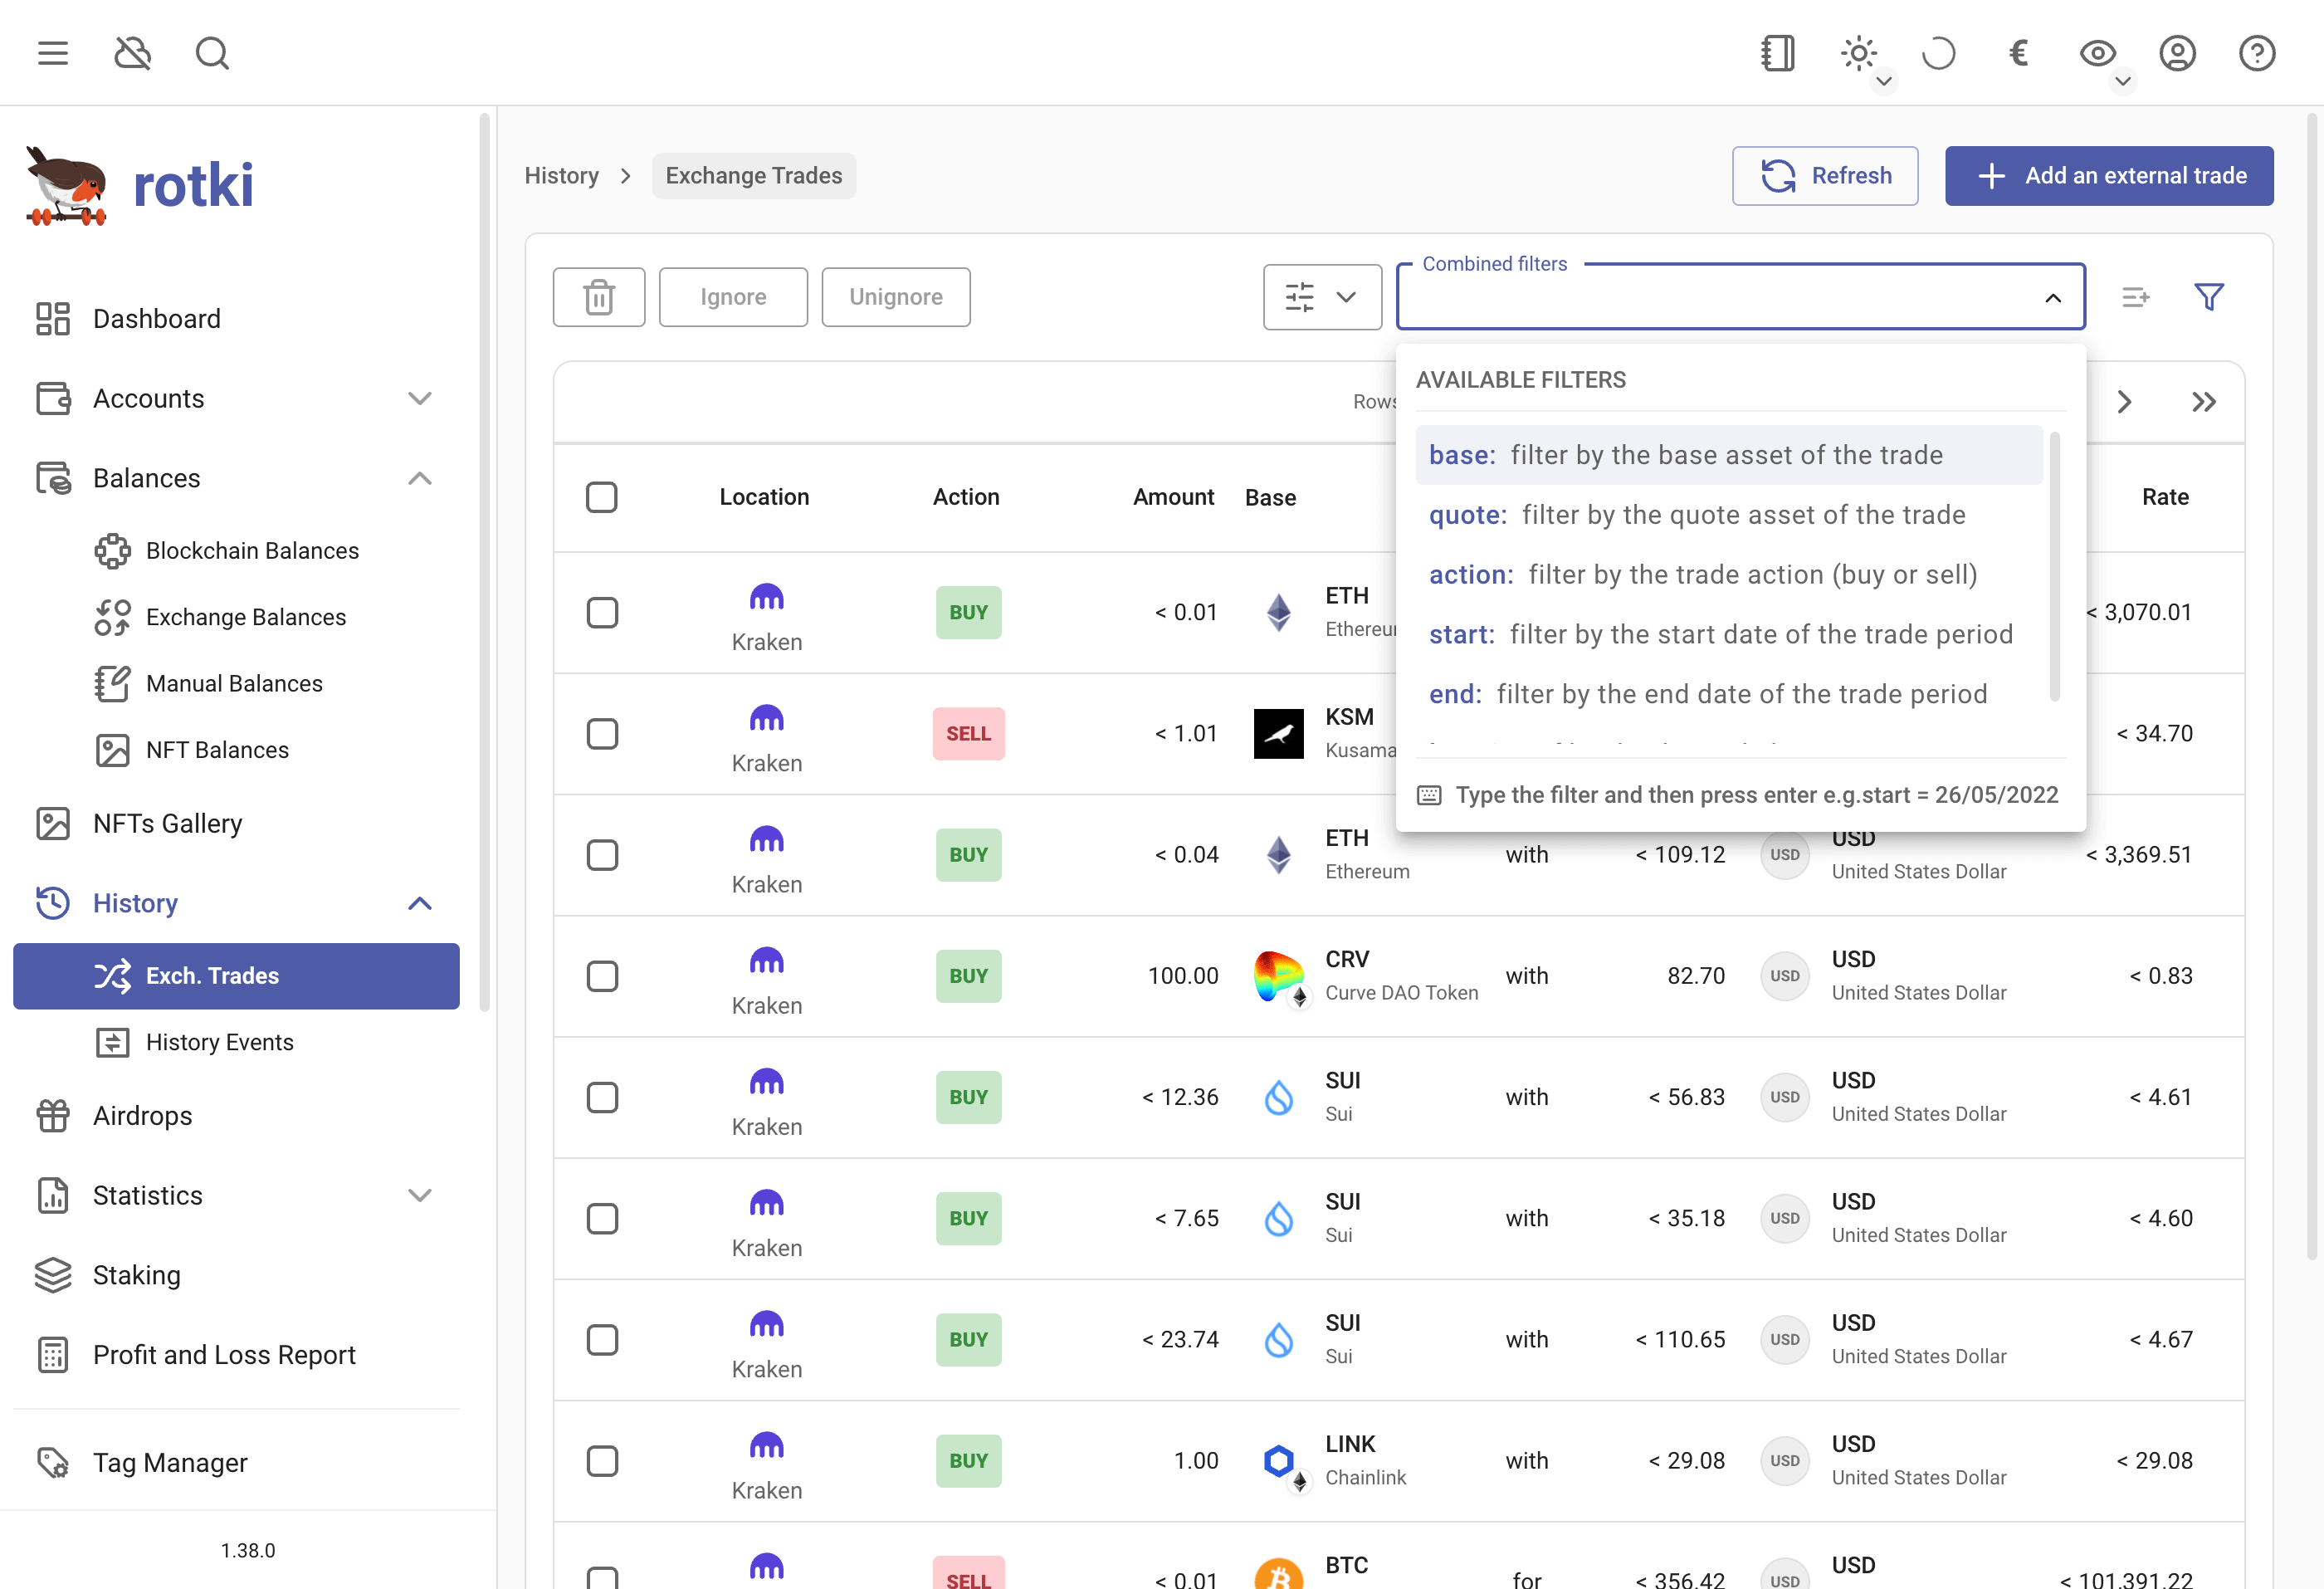 rotki
Dashboard
Accounts
Balances
Blockchain Balances
Exchange Balances
Manual Balances
NFT Balances
NFTs Gallery
History
Exch. Trades
History Events
Airdrops
Statistics
Staking
Profit and Loss Report
Tag Manager
1.38.0
€
History > Exchange Trades
Refresh
Add an external trade
Ignore
Unignore
Combined filters
AVAILABLE FILTERS
base: filter by the base asset of the trade
quote: filter by the quote asset of the trade
action: filter by the trade action (buy or sell)
start: filter by the start date of the trade period
end: filter by the end date of the trade period
Type the filter and then press enter e.g.start = 26/05/2022
Rows
Location Action Amount Base Rate
Kraken BUY < 0.01 ETH < 3,070.01
Kraken SELL < 1.01 KSM Kusama < 34.70
Kraken BUY < 0.04 ETH Ethereum with < 109.12 USD USD United States Dollar < 3,369.51
Kraken BUY 100.00 CRV Curve DAO Token with 82.70 USD USD United States Dollar < 0.83
Kraken BUY < 12.36 SUI Sui with < 56.83 USD USD United States Dollar < 4.61
Kraken BUY < 7.65 SUI Sui with < 35.18 USD USD United States Dollar < 4.60
Kraken BUY < 23.74 SUI Sui with < 110.65 USD USD United States Dollar < 4.67
Kraken BUY 1.00 LINK Chainlink with < 29.08 USD USD United States Dollar < 29.08
SELL < 0.01 BTC for < 356.42 USD USD < 101,391.22